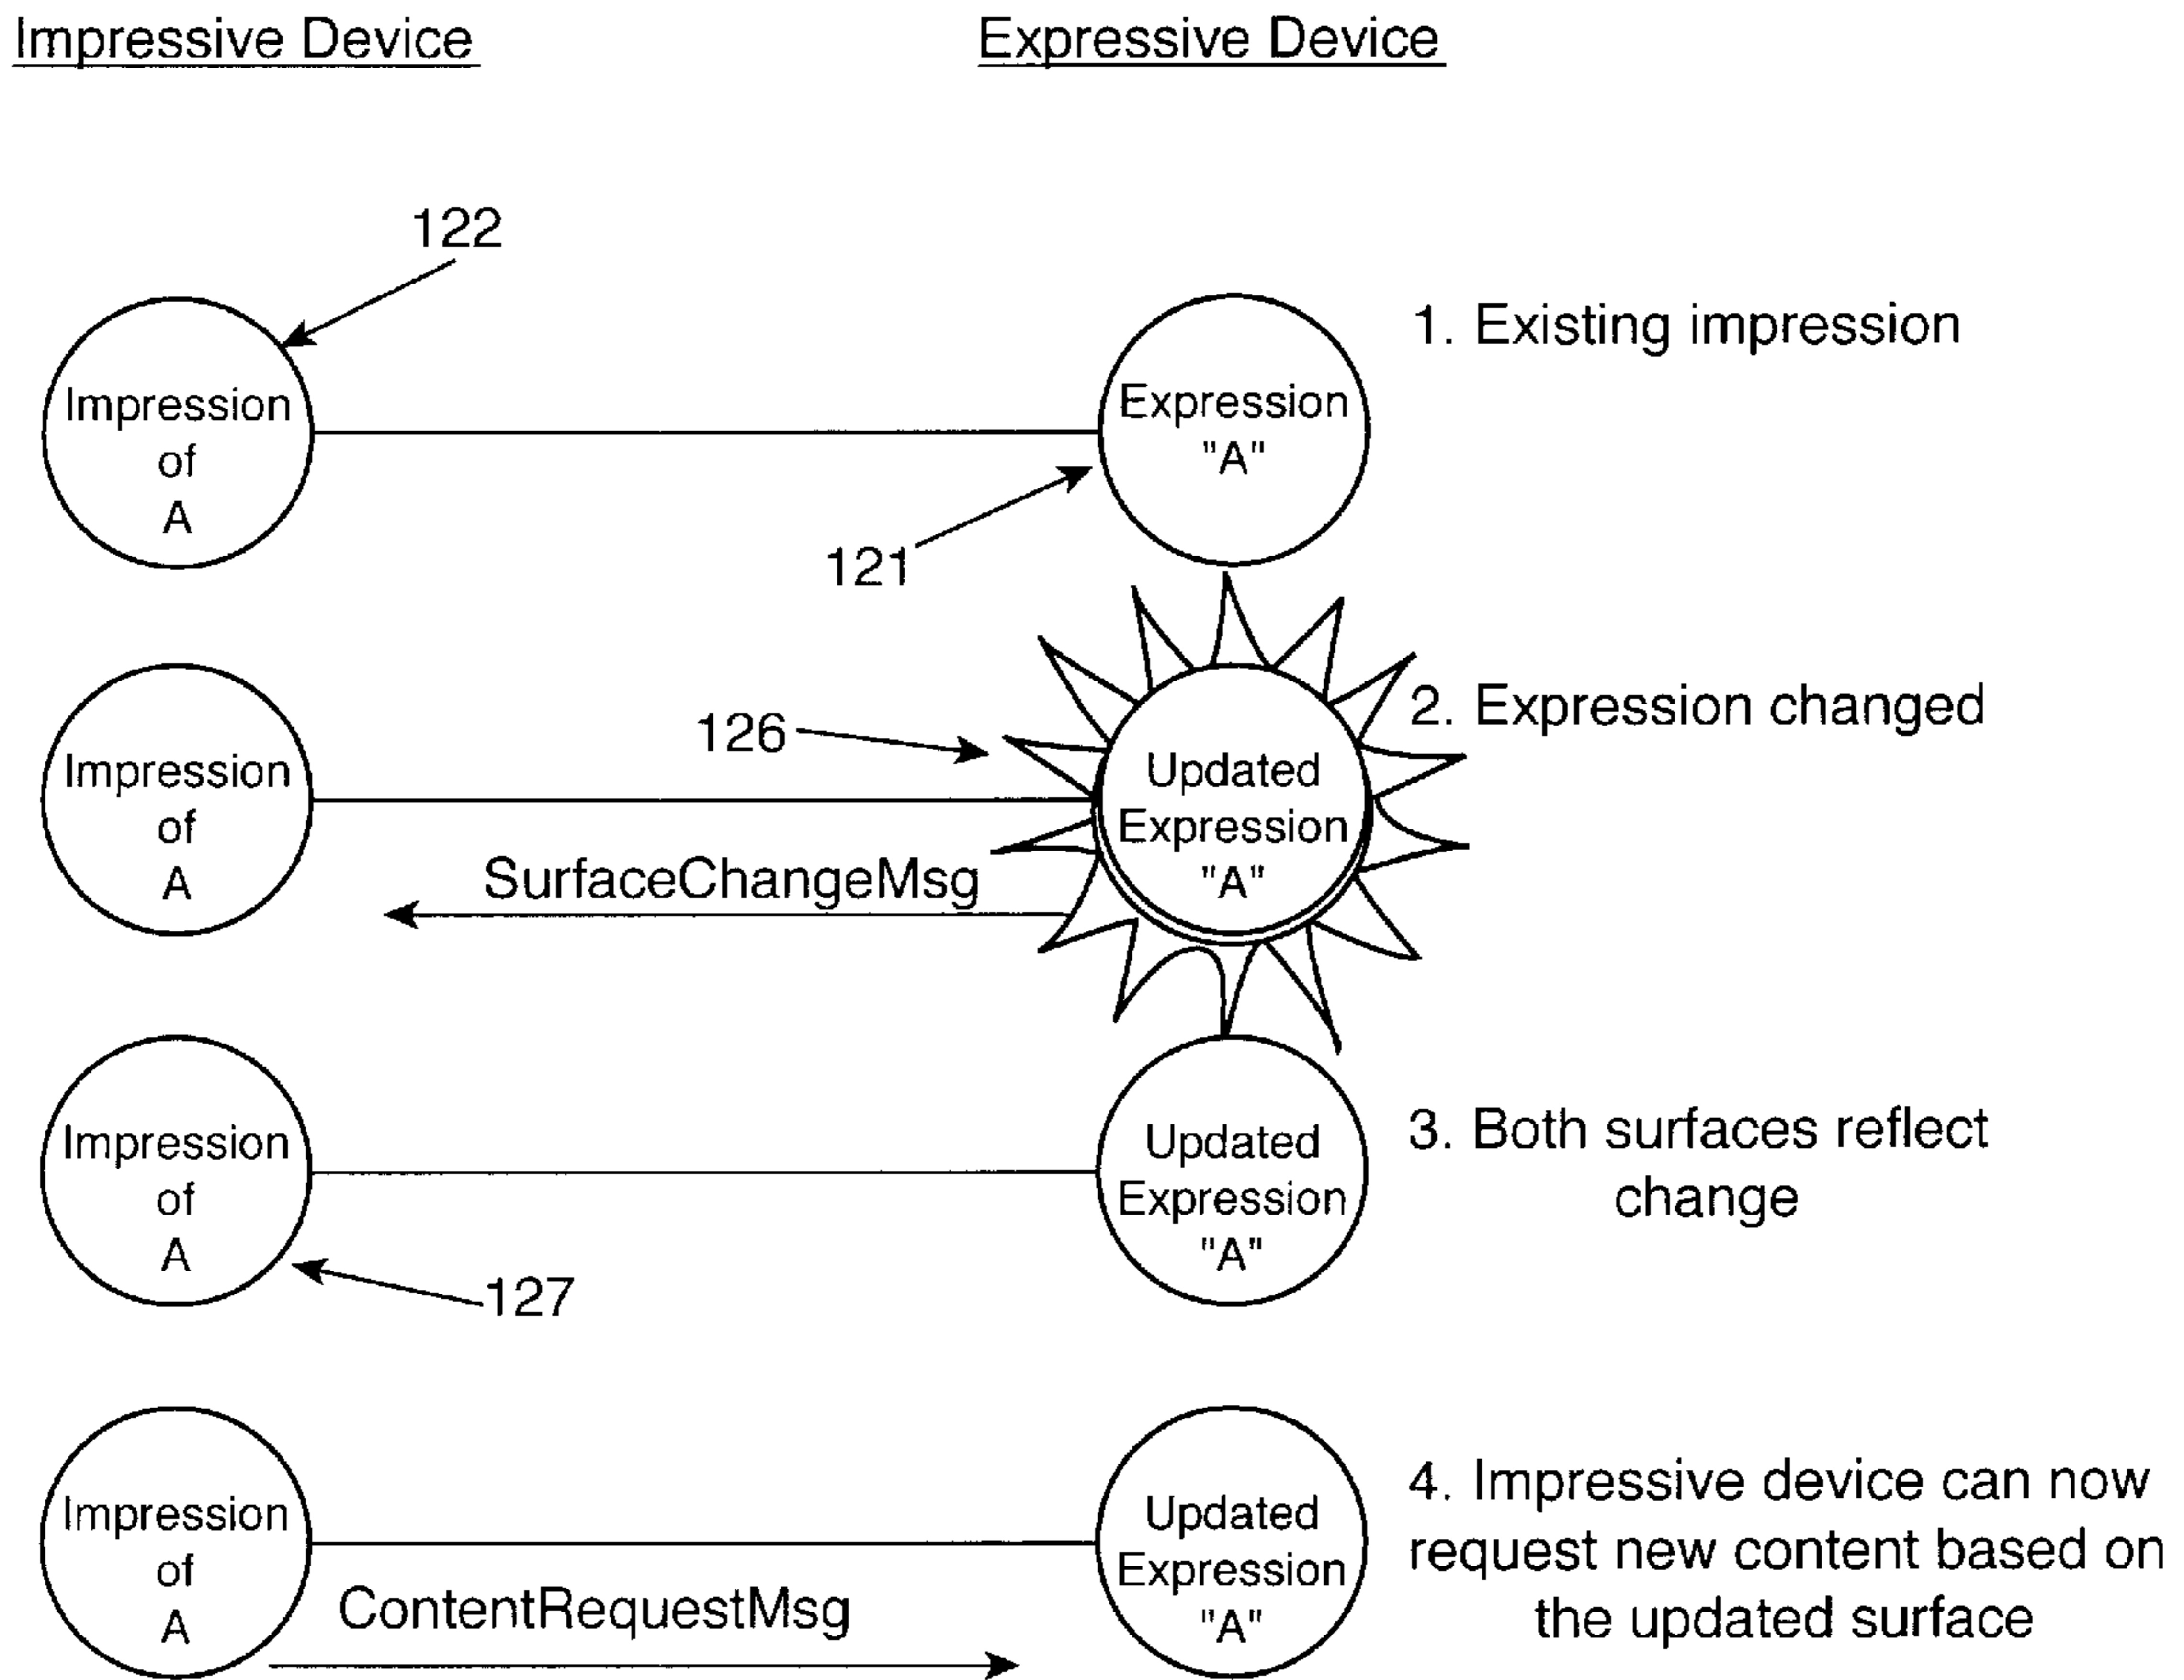 Impressive Device
Expressive Device
122
Impression
of
A
Expression
"A"
1. Existing impression
121
126
Impression
of
A
Updated
Expression
"A"
2. Expression changed
SurfaceChangeMsg
Impression
of
A
Updated
Expression
"A"
3. Both surfaces reflect
change
127
Impression
of
A
Updated
Expression
"A"
4. Impressive device can now
request new content based on
the updated surface
ContentRequestMsg